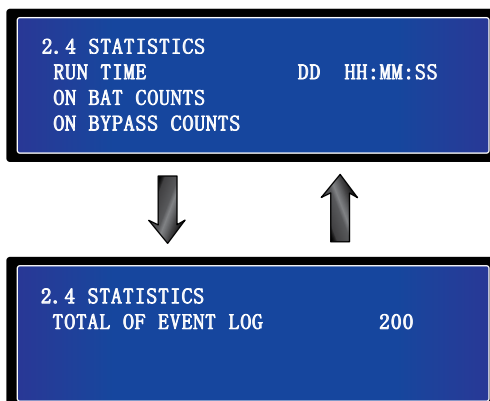 2.4 STATISTICS
RUN TIME DD HH:MM:SS
ON BAT COUNTS
ON BYPASS COUNTS
2.4 STATISTICS
TOTAL OF EVENT LOG 200